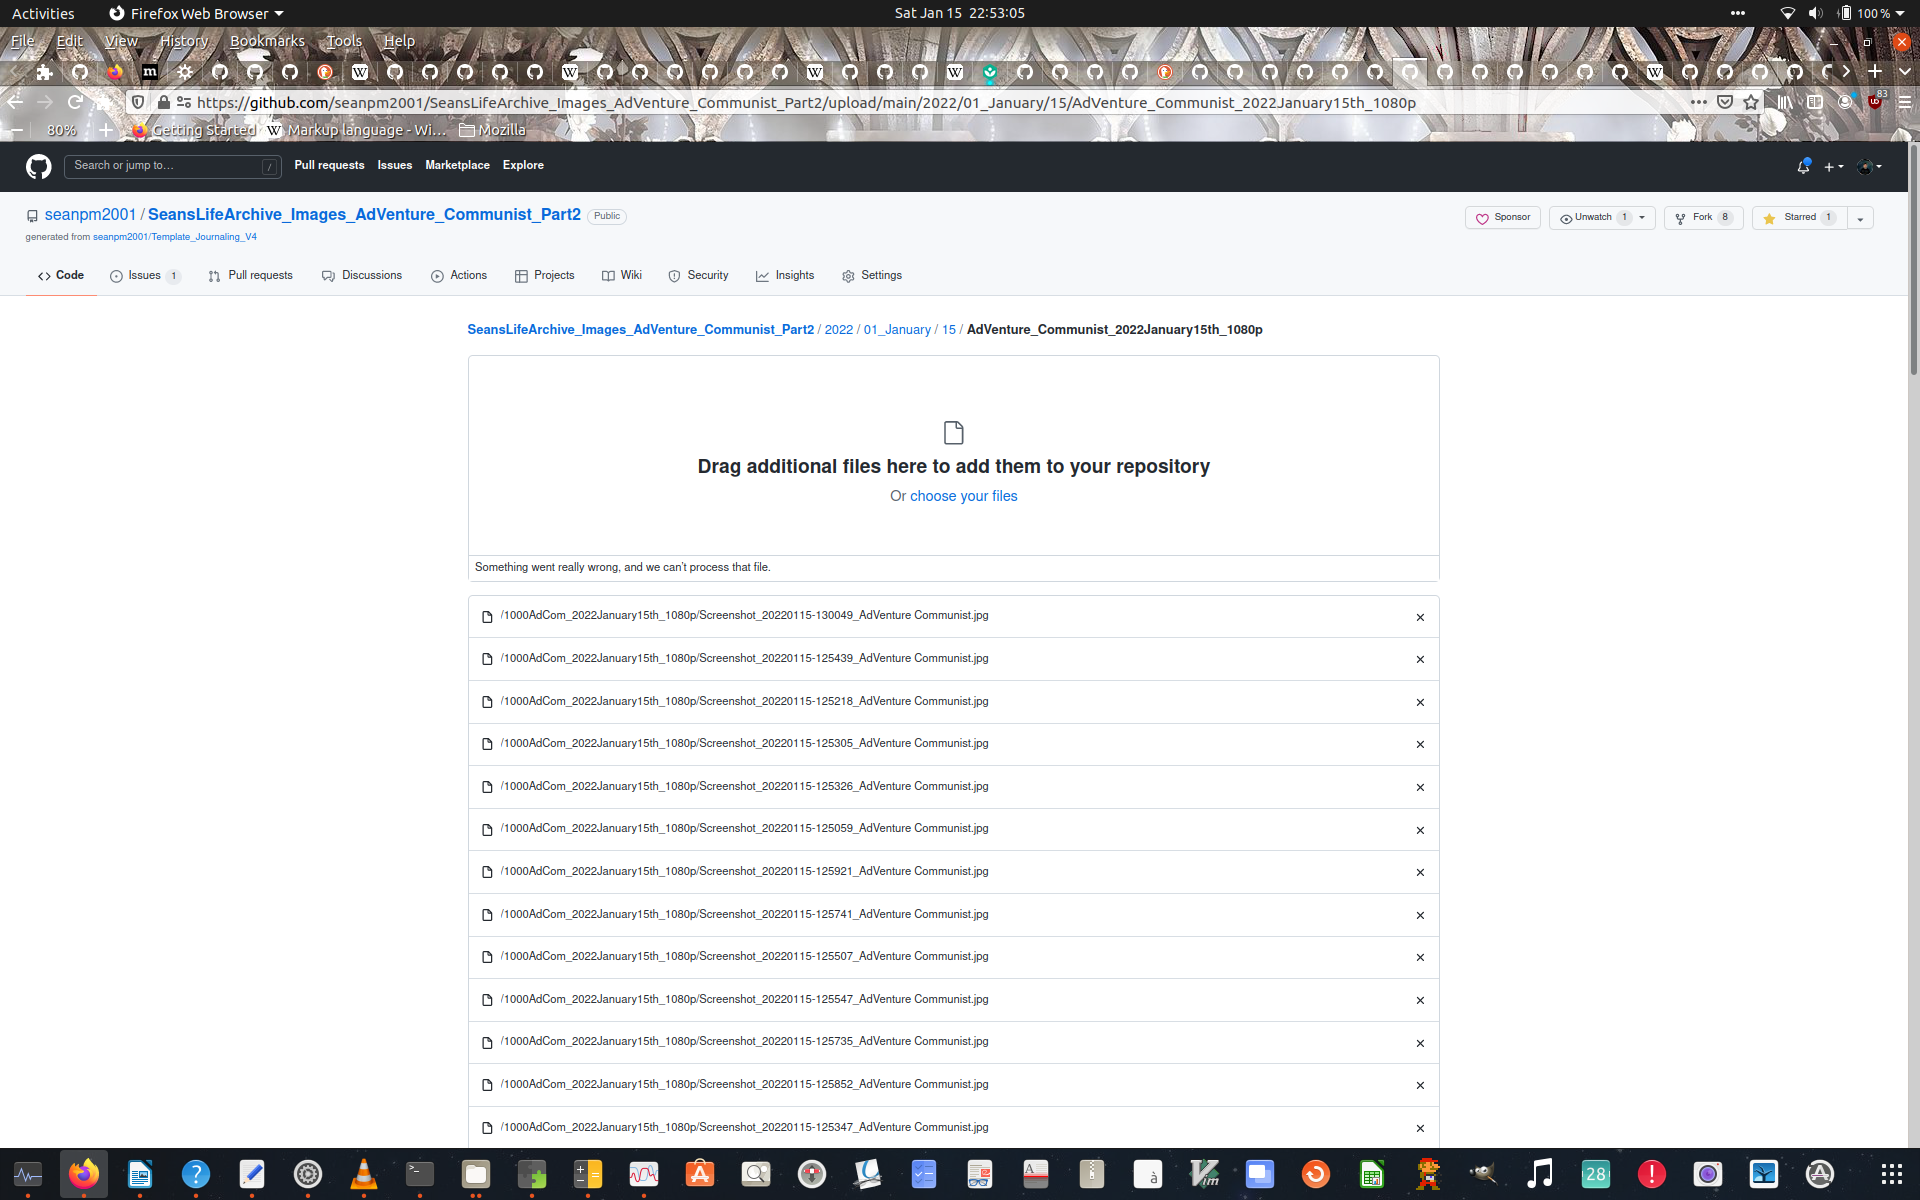 Activities
Firefox Web Browser
Sat Jan 15 22:53:05
100 %
File Edit View History Bookmarks Tools Help
https://github.com/seanpm2001/SeansLifeArchive_Images_AdVenture_Communist_Part2/upload/main/2022/01_January/15/AdVenture_Communist_2022January15th_1080p
83
80%
Getting Started
Markup language - Wi…
Mozilla
Search or jump to…
/
Pull requests Issues Marketplace Explore
seanpm2001 / SeansLifeArchive_Images_AdVenture_Communist_Part2 Public
generated from seanpm2001/Template_Journaling_V4
Sponsor Unwatch 1 Fork 8 Starred 1
Code Issues 1 Pull requests Discussions Actions Projects Wiki Security Insights Settings
SeansLifeArchive_Images_AdVenture_Communist_Part2 / 2022 / 01_January / 15 / AdVenture_Communist_2022January15th_1080p
Drag additional files here to add them to your repository
Or choose your files
Something went really wrong, and we can't process that file.
/1000AdCom_2022January15th_1080p/Screenshot_20220115-130049_AdVenture Communist.jpg
/1000AdCom_2022January15th_1080p/Screenshot_20220115-125439_AdVenture Communist.jpg
/1000AdCom_2022January15th_1080p/Screenshot_20220115-125218_AdVenture Communist.jpg
/1000AdCom_2022January15th_1080p/Screenshot_20220115-125305_AdVenture Communist.jpg
/1000AdCom_2022January15th_1080p/Screenshot_20220115-125326_AdVenture Communist.jpg
/1000AdCom_2022January15th_1080p/Screenshot_20220115-125059_AdVenture Communist.jpg
/1000AdCom_2022January15th_1080p/Screenshot_20220115-125921_AdVenture Communist.jpg
/1000AdCom_2022January15th_1080p/Screenshot_20220115-125741_AdVenture Communist.jpg
/1000AdCom_2022January15th_1080p/Screenshot_20220115-125507_AdVenture Communist.jpg
/1000AdCom_2022January15th_1080p/Screenshot_20220115-125547_AdVenture Communist.jpg
/1000AdCom_2022January15th_1080p/Screenshot_20220115-125735_AdVenture Communist.jpg
/1000AdCom_2022January15th_1080p/Screenshot_20220115-125852_AdVenture Communist.jpg
/1000AdCom_2022January15th_1080p/Screenshot_20220115-125347_AdVenture Communist.jpg
28